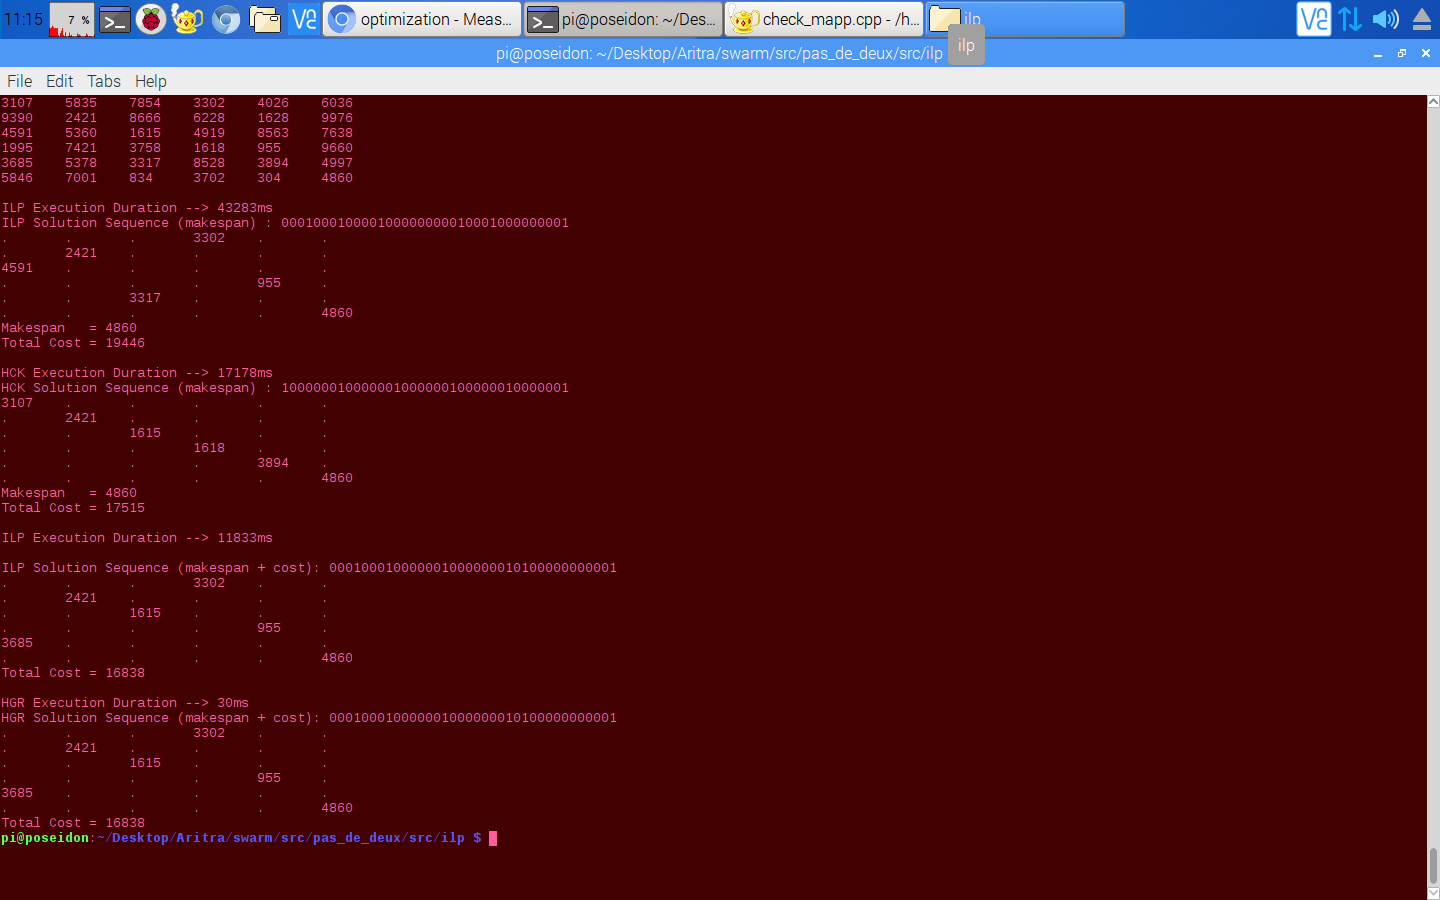 11:15 7 % optimization - Meas... pi@poseidon: ~/Des... check_mapp.cpp - /h... ilp
pi@poseidon: ~/Desktop/Aritra/swarm/src/pas_de_deux/src/ilp
ilp
File Edit Tabs Help
3107 5835 7854 3302 4026 6036
9390 2421 8666 6228 1628 9976
4591 5360 1615 4919 8563 7638
1995 7421 3758 1618 955 9660
3685 5378 3317 8528 3894 4997
5846 7001 834 3702 304 4860
ILP Execution Duration --> 43283ms
ILP Solution Sequence (makespan) : 000100010000100000000010001000000001
. . . 3302 . .
. 2421 . . . .
4591 . . . . .
. . . . 955 .
. . 3317 . . .
. . . . . 4860
Makespan = 4860
Total Cost = 19446
HCK Execution Duration --> 17178ms
HCK Solution Sequence (makespan) : 100000010000001000000100000010000001
3107 . . . . .
. 2421 . . . .
. . 1615 . . .
. . . 1618 . .
. . . . 3894 .
. . . . . 4860
Makespan = 4860
Total Cost = 17515
ILP Execution Duration --> 11833ms
ILP Solution Sequence (makespan + cost): 000100010000001000000010100000000001
. . . 3302 . .
. 2421 . . . .
. . 1615 . . .
. . . . 955 .
3685 . . . . .
. . . . . 4860
Total Cost = 16838
HGR Execution Duration --> 30ms
HGR Solution Sequence (makespan + cost): 000100010000001000000010100000000001
. . . 3302 . .
. 2421 . . . .
. . 1615 . . .
. . . . 955 .
3685 . . . . .
. . . . . 4860
Total Cost = 16838
pi@poseidon:~/Desktop/Aritra/swarm/src/pas_de_deux/src/ilp $